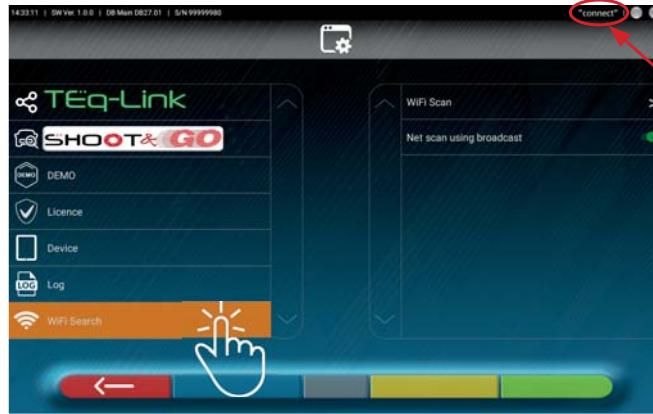 14:33:11 | SW Ver. 1.0.0 | DB Main DB27.01 | S/N 99999980
"connect" |
TEq-Link
SHOOT& GO
DEMO
DEMO
Licence
Device
LOG
Log
WiFi Search
WiFi Scan
Net scan using broadcast